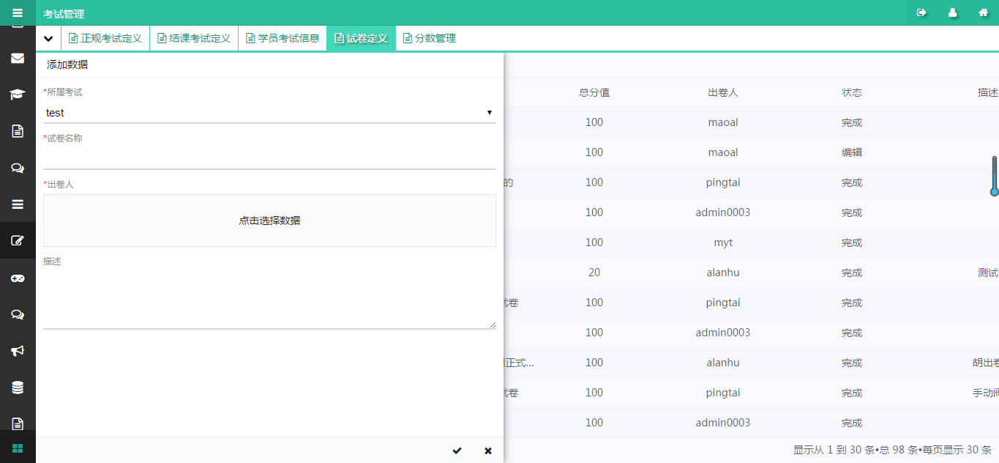 考试管理
正规考试定义 结课考试定义 学员考试信息 试卷定义 分数管理
添加数据
*所属考试
test
*试卷名称
*出卷人
点击选择数据
描述
总分值 出卷人 状态 描述
100 maoal 完成
100 maoal 编辑
的 100 pingtai 完成
100 admin0003 完成
100 myt 完成
20 alanhu 完成 测试
试卷 100 pingtai 完成
100 admin0003 完成
正式... 100 alanhu 完成 胡出卷
试卷 100 pingtai 完成 手动阅
100 admin0003 完成
显示从 1 到 30 条•总 98 条•每页显示 30 条